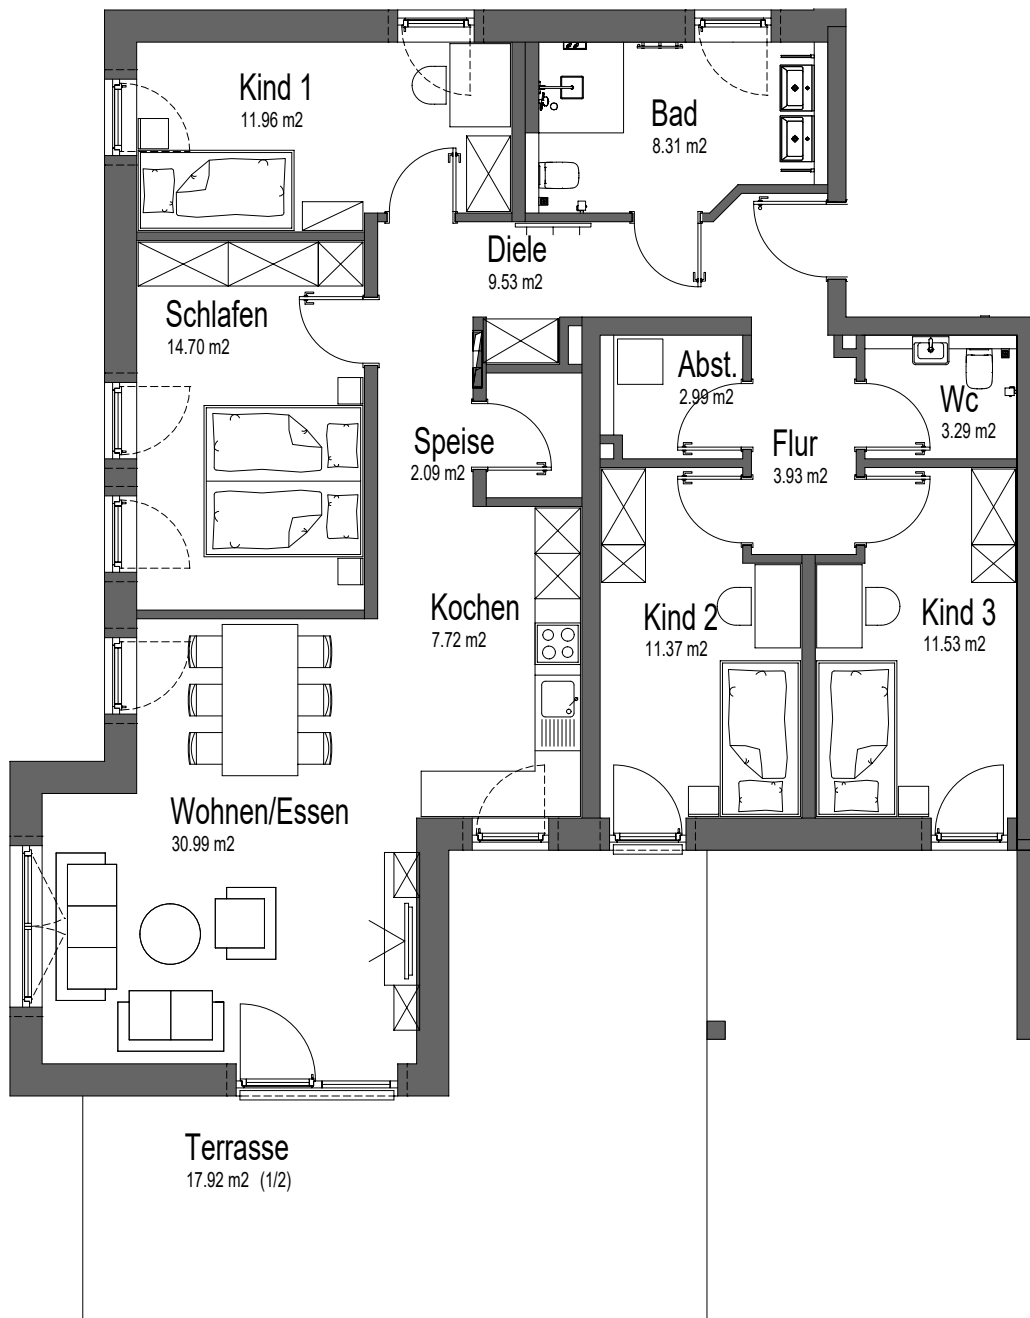 Kind 1
11.96 m2
Bad
8.31 m2
Diele
9.53 m2
Schlafen
14.70 m2
Abst.
2.99 m2
Wc
3.29 m2
Speise
2.09 m2
Flur
3.93 m2
Kochen
7.72 m2
Kind 2
11.37 m2
Kind 3
11.53 m2
Wohnen/Essen
30.99 m2
Terrasse
17.92 m2 (1/2)